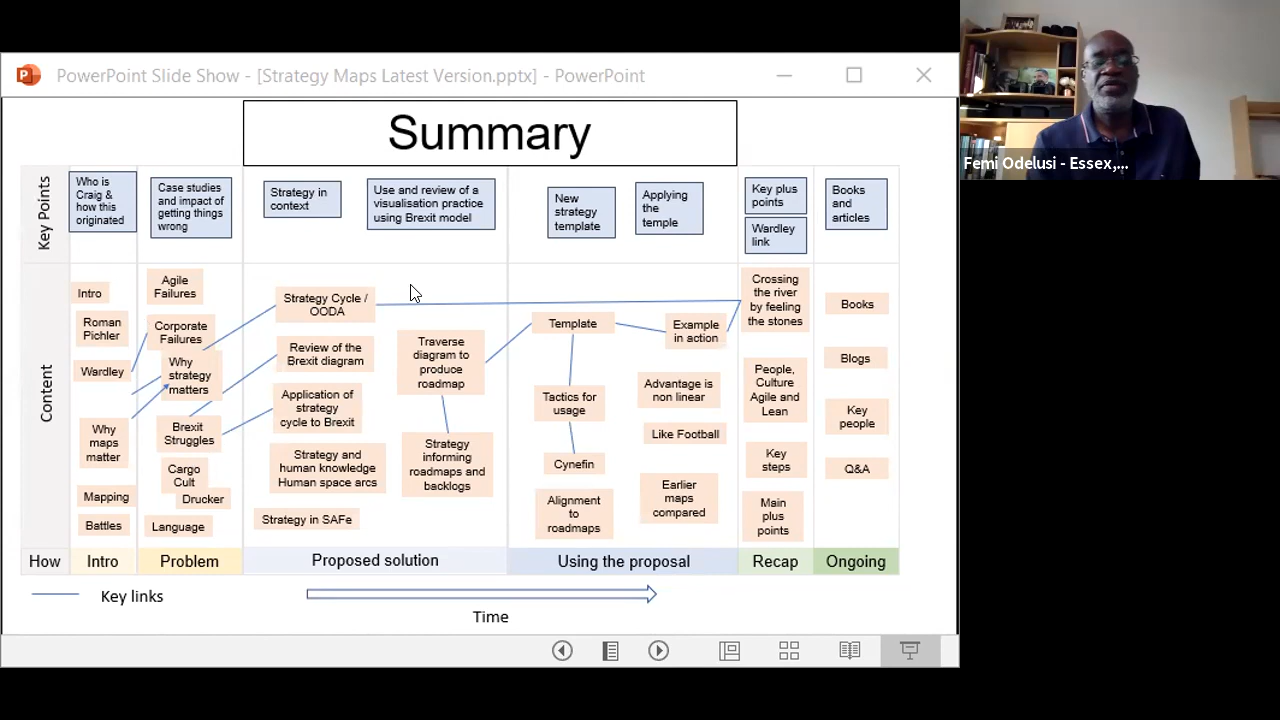 PowerPoint Slide Show - [Strategy Maps Latest Version.pptx] - PowerPoint
Femi Odelusi - Essex,...
Summary
Key Points
Who is
Craig &
how this
originated
Case studies
and impact of
getting things
wrong
Strategy in
context
Use and review of a
visualisation practice
using Brexit model
New
strategy
template
Applying
the
temple
Key plus
points
Wardley
link
Books
and
articles
Content
Intro
Roman
Pichler
Wardley
Why
maps
matter
Mapping
Battles
Agile
Failures
Corporate
Failures
Why
strategy
matters
Brexit
Struggles
Cargo
Cult
Drucker
Language
Strategy Cycle /
OODA
Review of the
Brexit diagram
Application of
strategy
cycle to Brexit
Strategy and
human knowledge
Human space arcs
Strategy in SAFe
Traverse
diagram to
produce
roadmap
Strategy
informing
roadmaps and
backlogs
Template
Tactics for
usage
Cynefin
Alignment
to
roadmaps
Example
in action
Advantage is
non linear
Like Football
Earlier
maps
compared
Crossing
the river
by feeling
the stones
People,
Culture
Agile and
Lean
Key
steps
Main
plus
points
Books
Blogs
Key
people
Q&A
How
Intro
Problem
Proposed solution
Using the proposal
Recap
Ongoing
Key links
Time